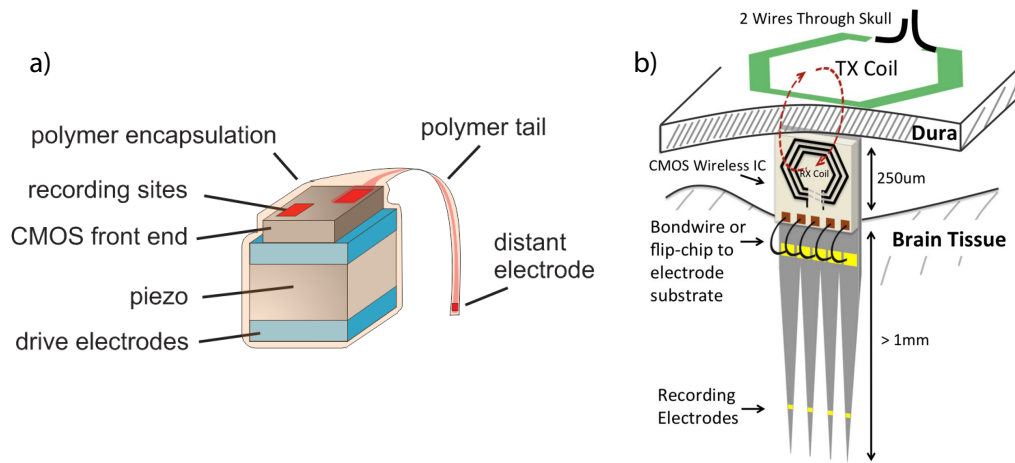 a)
polymer encapsulation
polymer tail
recording sites
CMOS front end
distant
electrode
piezo
drive electrodes
b)
2 Wires Through Skull
TX Coil
Dura
CMOS Wireless IC
RX Coil
250um
Bondwire or
flip-chip to
electrode
substrate
Brain Tissue
> 1mm
Recording
Electrodes